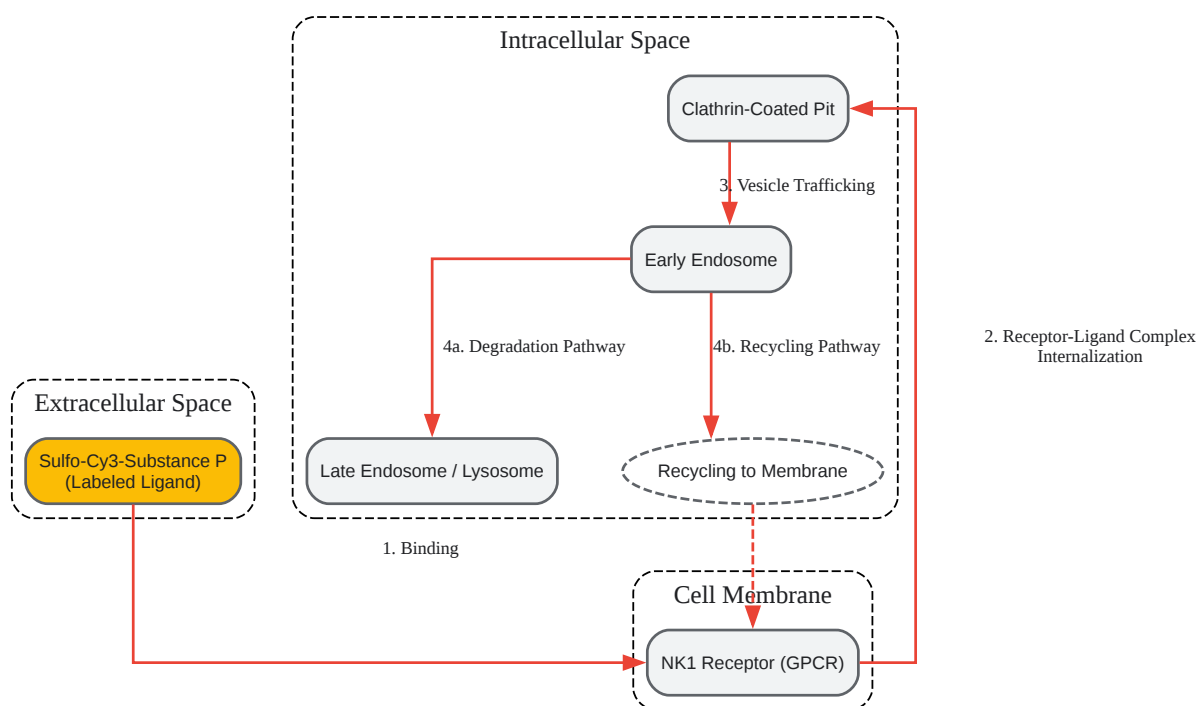 Intracellular Space
Clathrin-Coated Pit
3. Vesicle Trafficking
Early Endosome
4a. Degradation Pathway
4b. Recycling Pathway
2. Receptor-Ligand Complex
Internalization
Extracellular Space
Sulfo-Cy3-Substance P
(Labeled Ligand)
Late Endosome / Lysosome
Recycling to Membrane
1. Binding
Cell Membrane
NK1 Receptor (GPCR)